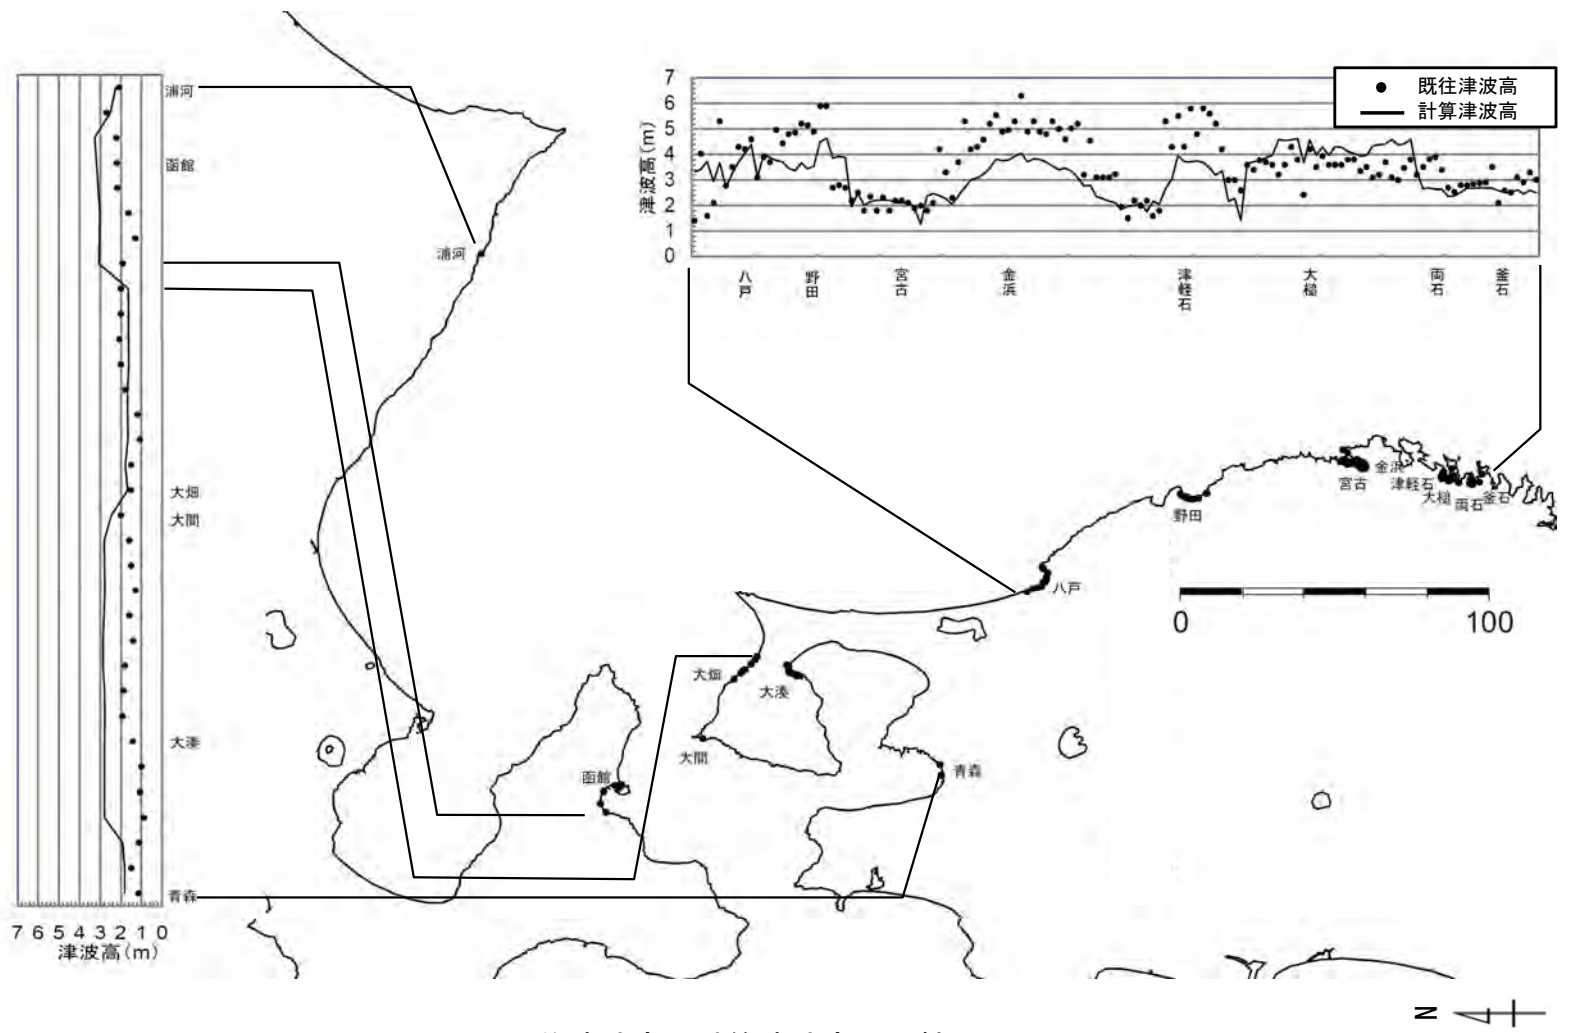 浦河
函館
大畑
大間
大湊
青森
7 6 5 4 3 2 1 0
津波高(m)
7
6
5
4
3
2
1
0
津波高(m)
既往津波高
計算津波高
八戸
野田
宮古
金浜
津軽石
大槌
両石
釜石
浦河
金浜
宮古
津軽石
大槌
両石
釜石
野田
八戸
0 100
大畑
大湊
大間
函館
青森
N